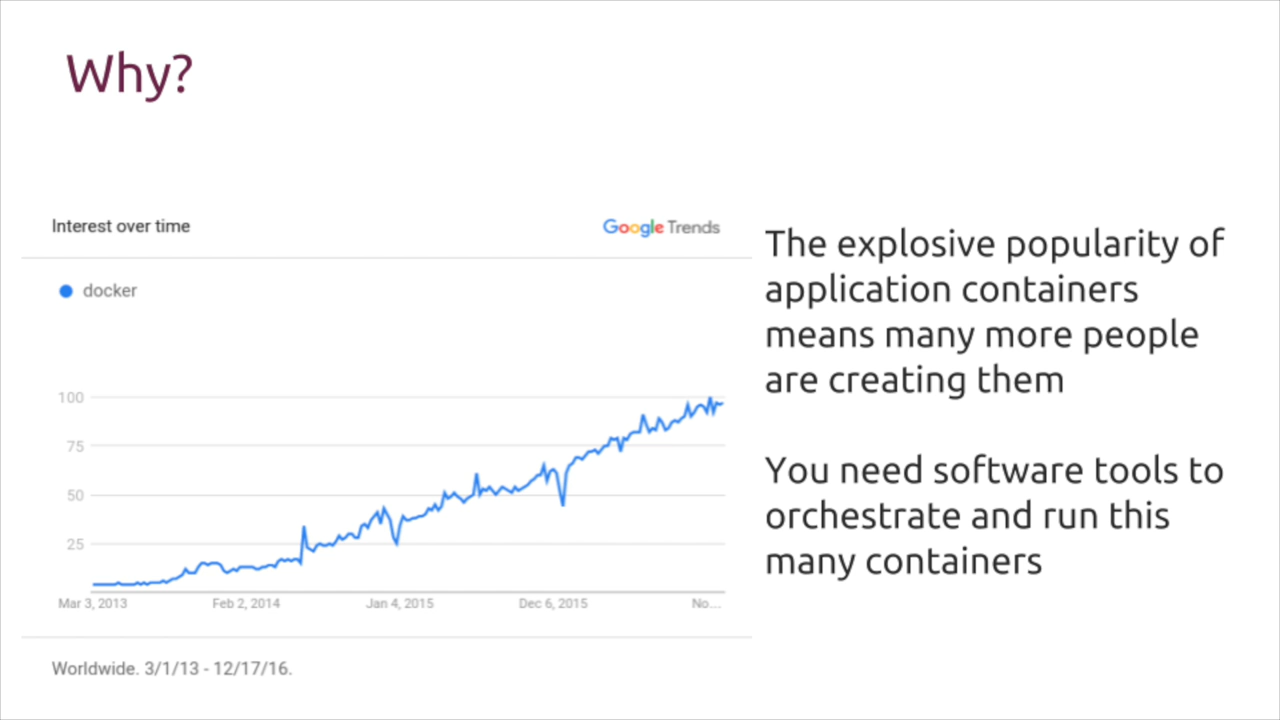 Why?
Interest over time
Google Trends
docker
100
75
50
25
Mar 3, 2013
Feb 2, 2014
Jan 4, 2015
Dec 6, 2015
No...
Worldwide. 3/1/13 - 12/17/16.
The explosive popularity of
application containers
means many more people
are creating them
You need software tools to
orchestrate and run this
many containers